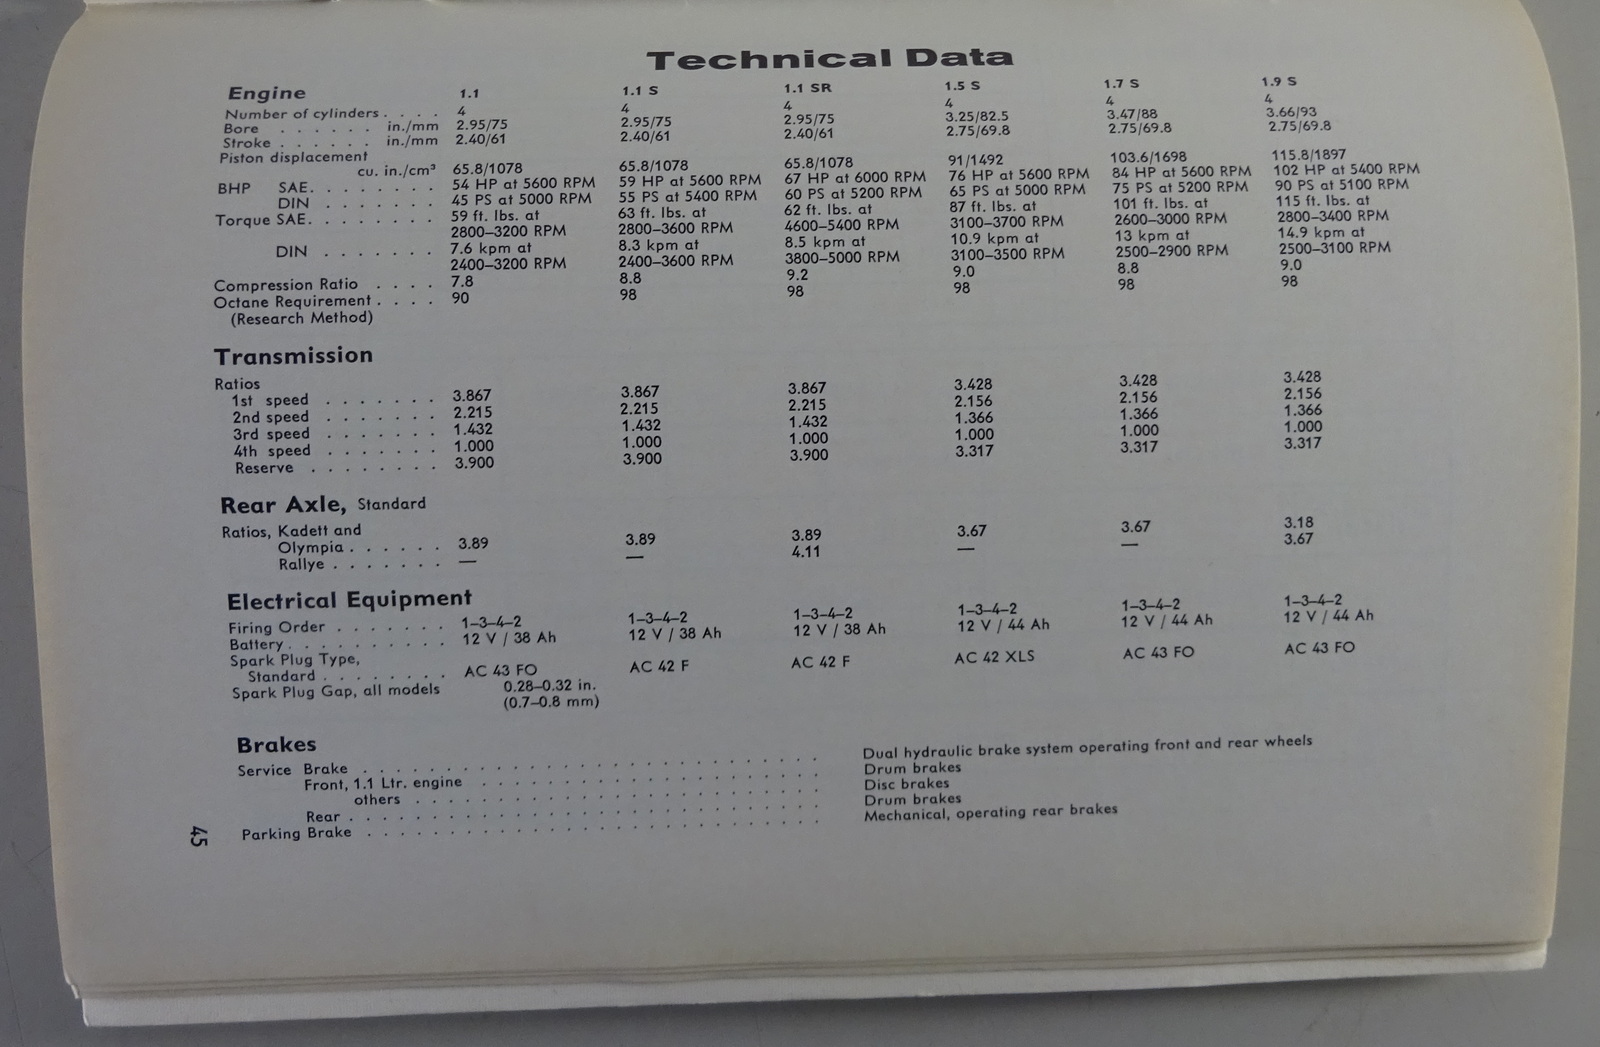 Technical Data
Engine 1.1 1.1 S 1.1 SR 1.5 S 1.7 S 1.9 S
Number of cylinders . . . . 4 4 4 4 4 4
Bore . . . . . . in./mm 2.95/75 2.95/75 2.95/75 3.25/82.5 3.47/88 3.66/93
Stroke . . . . . . in./mm 2.40/61 2.40/61 2.40/61 2.75/69.8 2.75/69.8 2.75/69.8
Piston displacement
cu. in./cm³ 65.8/1078 65.8/1078 65.8/1078 91/1492 103.6/1698 115.8/1897
BHP SAE. . . . . . . . 54 HP at 5600 RPM 59 HP at 5600 RPM 67 HP at 6000 RPM 76 HP at 5600 RPM 84 HP at 5600 RPM 102 HP at 5400 RPM
DIN . . . . . . . 45 PS at 5000 RPM 55 PS at 5400 RPM 60 PS at 5200 RPM 65 PS at 5000 RPM 75 PS at 5200 RPM 90 PS at 5100 RPM
Torque SAE. . . . . . . . 59 ft. lbs. at 63 ft. lbs. at 62 ft. lbs. at 87 ft. lbs. at 101 ft. lbs. at 115 ft. lbs. at
2800–3200 RPM 2800–3600 RPM 4600–5400 RPM 3100–3700 RPM 2600–3000 RPM 2800–3400 RPM
DIN . . . . . . . 7.6 kpm at 8.3 kpm at 8.5 kpm at 10.9 kpm at 13 kpm at 14.9 kpm at
2400–3200 RPM 2400–3600 RPM 3800–5000 RPM 3100–3500 RPM 2500–2900 RPM 2500–3100 RPM
Compression Ratio . . . . 7.8 8.8 9.2 9.0 8.8 9.0
Octane Requirement . . . . 90 98 98 98 98 98
(Research Method)
Transmission
Ratios
1st speed . . . . . . . 3.867 3.867 3.867 3.428 3.428 3.428
2nd speed . . . . . . . 2.215 2.215 2.215 2.156 2.156 2.156
3rd speed . . . . . . . 1.432 1.432 1.432 1.366 1.366 1.366
4th speed . . . . . . . 1.000 1.000 1.000 1.000 1.000 1.000
Reserve . . . . . . . . 3.900 3.900 3.900 3.317 3.317 3.317
Rear Axle, Standard
Ratios, Kadett and
Olympia . . . . . . 3.89 3.89 3.89 3.67 3.67 3.18
Rallye . . . . . . . — — 4.11 — — 3.67
Electrical Equipment
Firing Order . . . . . . . 1–3–4–2 1–3–4–2 1–3–4–2 1–3–4–2 1–3–4–2 1–3–4–2
Battery . . . . . . . . . . 12 V / 38 Ah 12 V / 38 Ah 12 V / 38 Ah 12 V / 44 Ah 12 V / 44 Ah 12 V / 44 Ah
Spark Plug Type,
Standard . . . . . . . . AC 43 FO AC 42 F AC 42 F AC 42 XLS AC 43 FO AC 43 FO
Spark Plug Gap, all models 0.28–0.32 in.
(0.7–0.8 mm)
Brakes
Service Brake . . . . . . . . . . . . . . . . . . . . . . . . . . . Dual hydraulic brake system operating front and rear wheels
Front, 1.1 Ltr. engine . . . . . . . . . . . . . . . . . . . . Drum brakes
others . . . . . . . . . . . . . . . . . . . . . . . . Disc brakes
Rear . . . . . . . . . . . . . . . . . . . . . . . . . . . . Drum brakes
Parking Brake . . . . . . . . . . . . . . . . . . . . . . . . . . . Mechanical, operating rear brakes
45